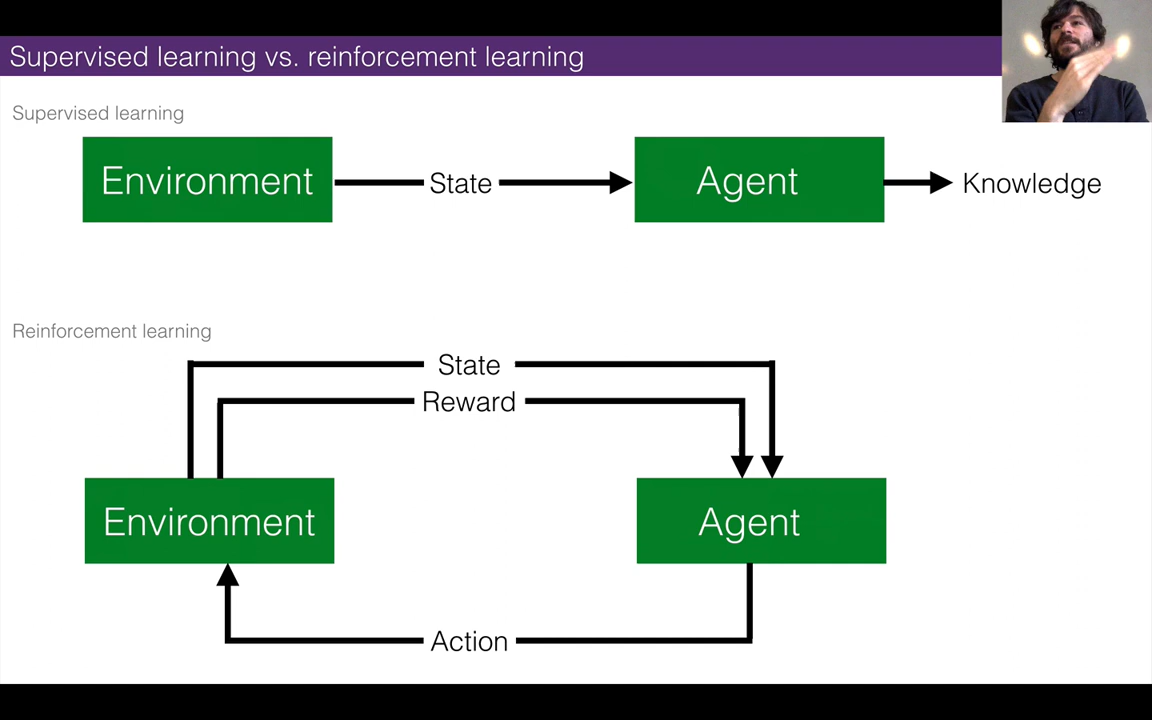 Supervised learning vs. reinforcement learning
Supervised learning
Environment
State
Agent
Knowledge
Reinforcement learning
State
Reward
Environment
Agent
Action